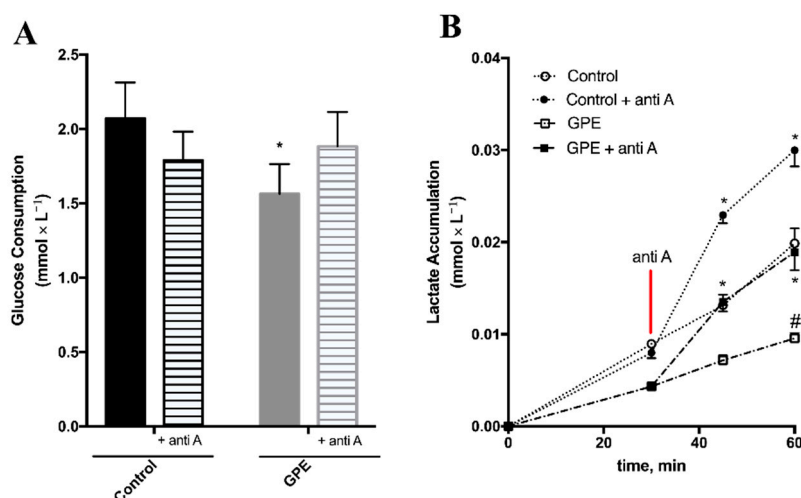 A
Glucose Consumption
(mmol × L⁻¹)
2.5
2.0
1.5
1.0
0.5
0.0
*
+ anti A
+ anti A
Control
GPE
B
Lactate Accumulation
(mmol × L⁻¹)
0.04
0.03
0.02
0.01
0.00
Control
Control + anti A
GPE
GPE + anti A
anti A
*
*
*
*
#
0
20
40
60
time, min